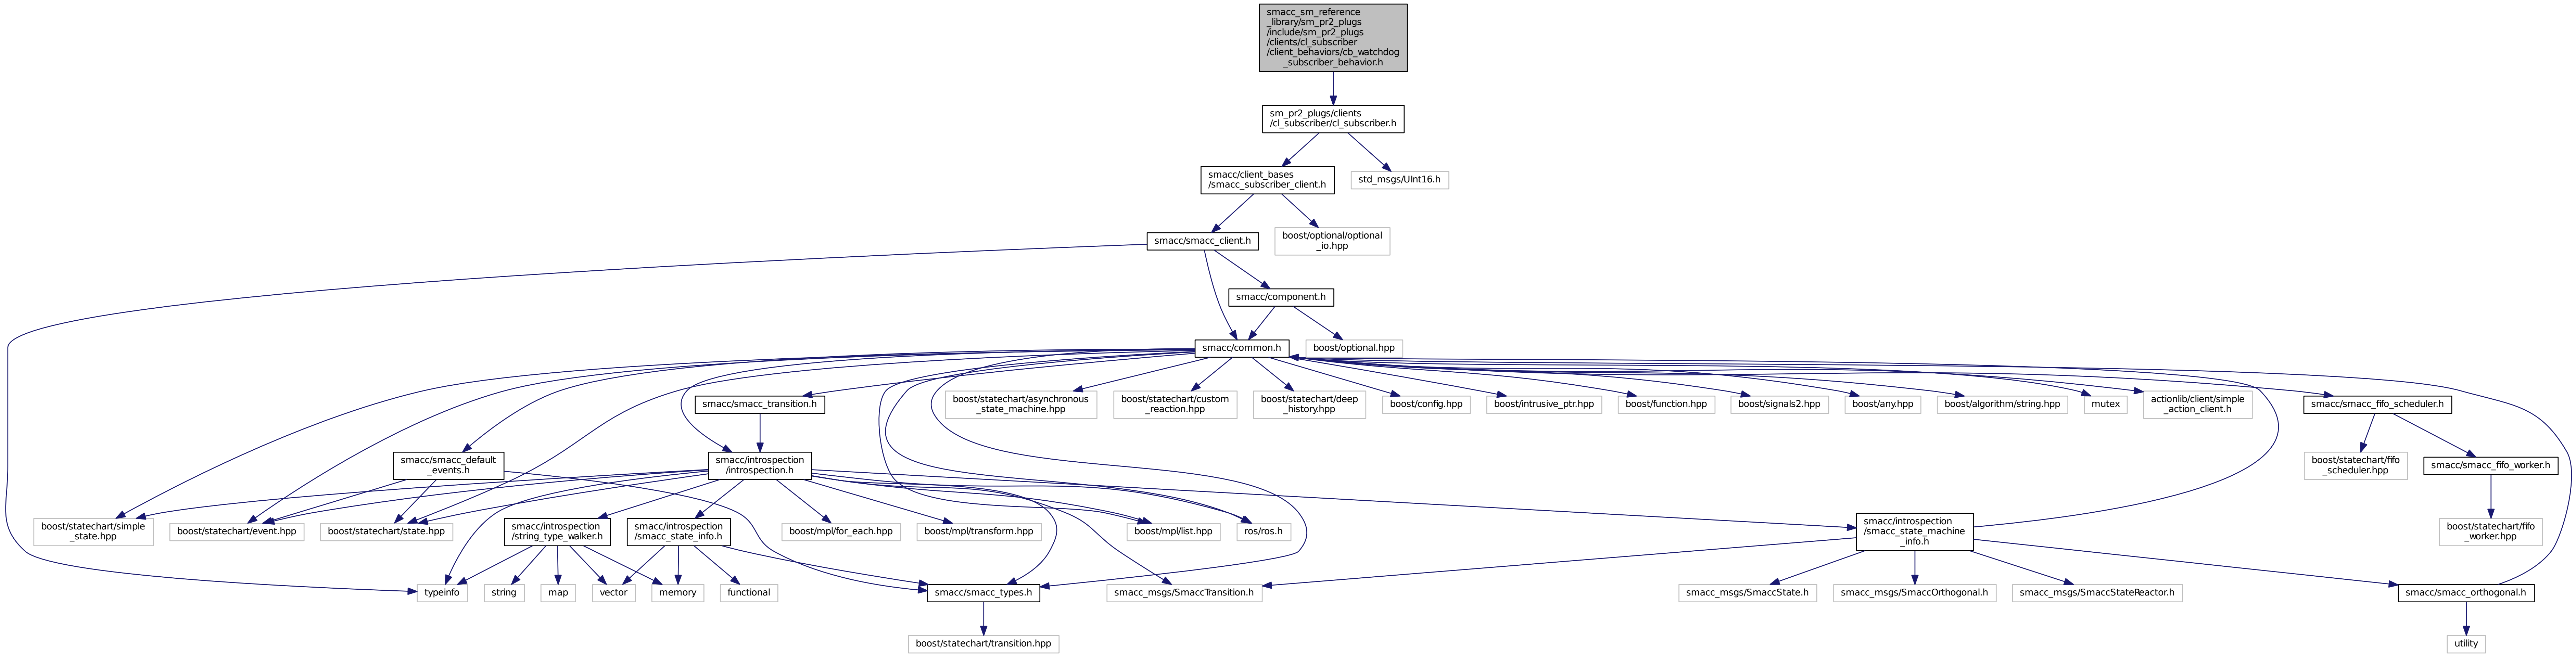 smacc_sm_reference
_library/sm_pr2_plugs
/include/sm_pr2_plugs
/clients/cl_subscriber
/client_behaviors/cb_watchdog
_subscriber_behavior.h
sm_pr2_plugs/clients
/cl_subscriber/cl_subscriber.h
smacc/client_bases
/smacc_subscriber_client.h
std_msgs/UInt16.h
smacc/smacc_client.h
boost/optional/optional
_io.hpp
smacc/component.h
smacc/common.h
boost/optional.hpp
smacc/smacc_transition.h
boost/statechart/asynchronous
_state_machine.hpp
boost/statechart/custom
_reaction.hpp
boost/statechart/deep
_history.hpp
boost/config.hpp
boost/intrusive_ptr.hpp
boost/function.hpp
boost/signals2.hpp
boost/any.hpp
boost/algorithm/string.hpp
mutex
actionlib/client/simple
_action_client.h
smacc/smacc_fifo_scheduler.h
smacc/smacc_default
_events.h
smacc/introspection
/introspection.h
boost/statechart/fifo
_scheduler.hpp
smacc/smacc_fifo_worker.h
boost/statechart/simple
_state.hpp
boost/statechart/event.hpp
boost/statechart/state.hpp
smacc/introspection
/string_type_walker.h
smacc/introspection
/smacc_state_info.h
boost/mpl/for_each.hpp
boost/mpl/transform.hpp
boost/mpl/list.hpp
ros/ros.h
smacc/introspection
/smacc_state_machine
_info.h
boost/statechart/fifo
_worker.hpp
typeinfo
string
map
vector
memory
functional
smacc/smacc_types.h
smacc_msgs/SmaccTransition.h
smacc_msgs/SmaccState.h
smacc_msgs/SmaccOrthogonal.h
smacc_msgs/SmaccStateReactor.h
smacc/smacc_orthogonal.h
boost/statechart/transition.hpp
utility